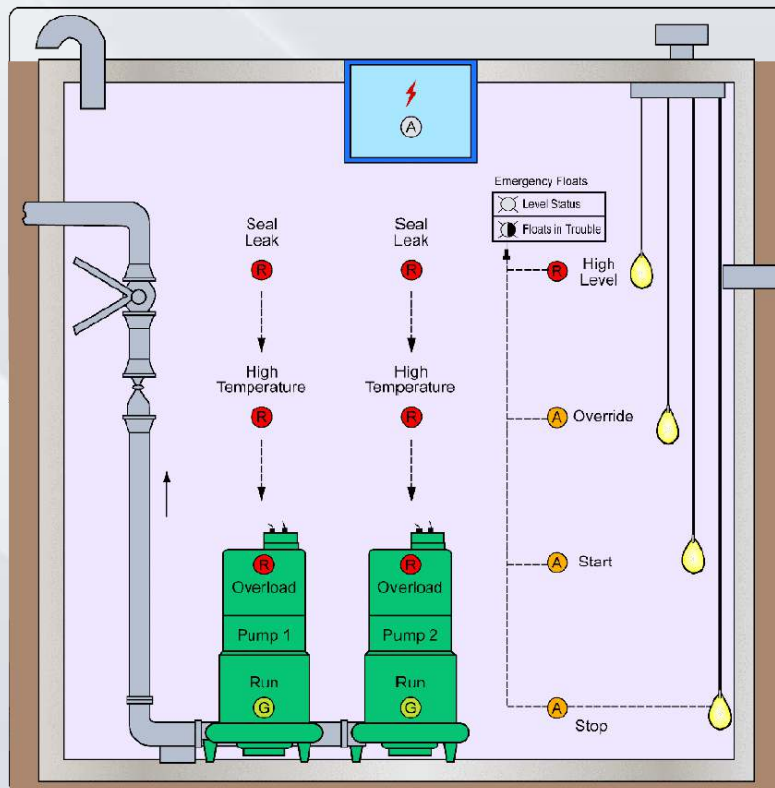 A
Emergency Floats
Level Status
Floats in Trouble
Seal
Leak
R
Seal
Leak
R
R
High
Level
High
Temperature
R
High
Temperature
R
A
Override
R
Overload
Pump 1
Run
G
R
Overload
Pump 2
Run
G
A
Start
A
Stop